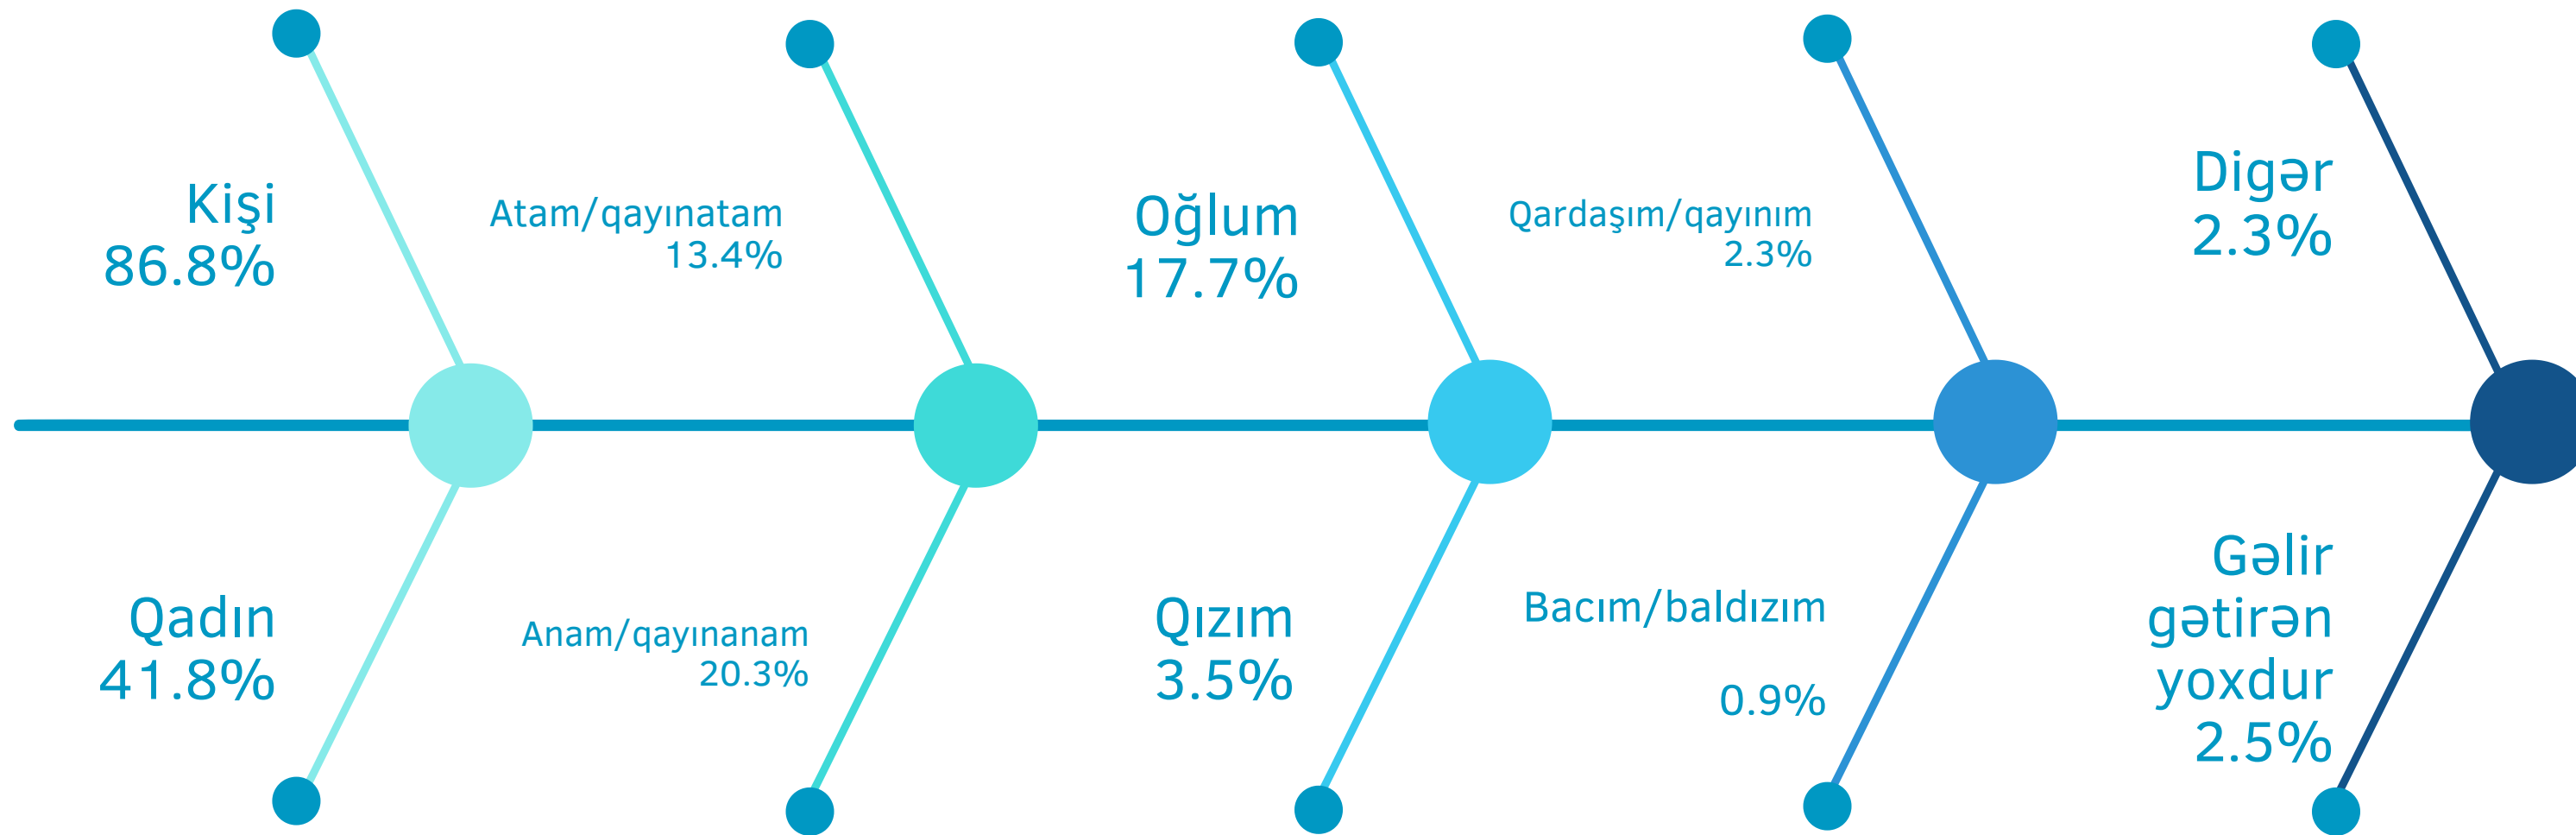 Kişi
86.8%
Atam/qayınatam
13.4%
Oğlum
17.7%
Qardaşım/qayınım
2.3%
Digər
2.3%
Qadın
41.8%
Anam/qayınanam
20.3%
Qızım
3.5%
Bacım/baldızım
0.9%
Gəlir
gətirən
yoxdur
2.5%